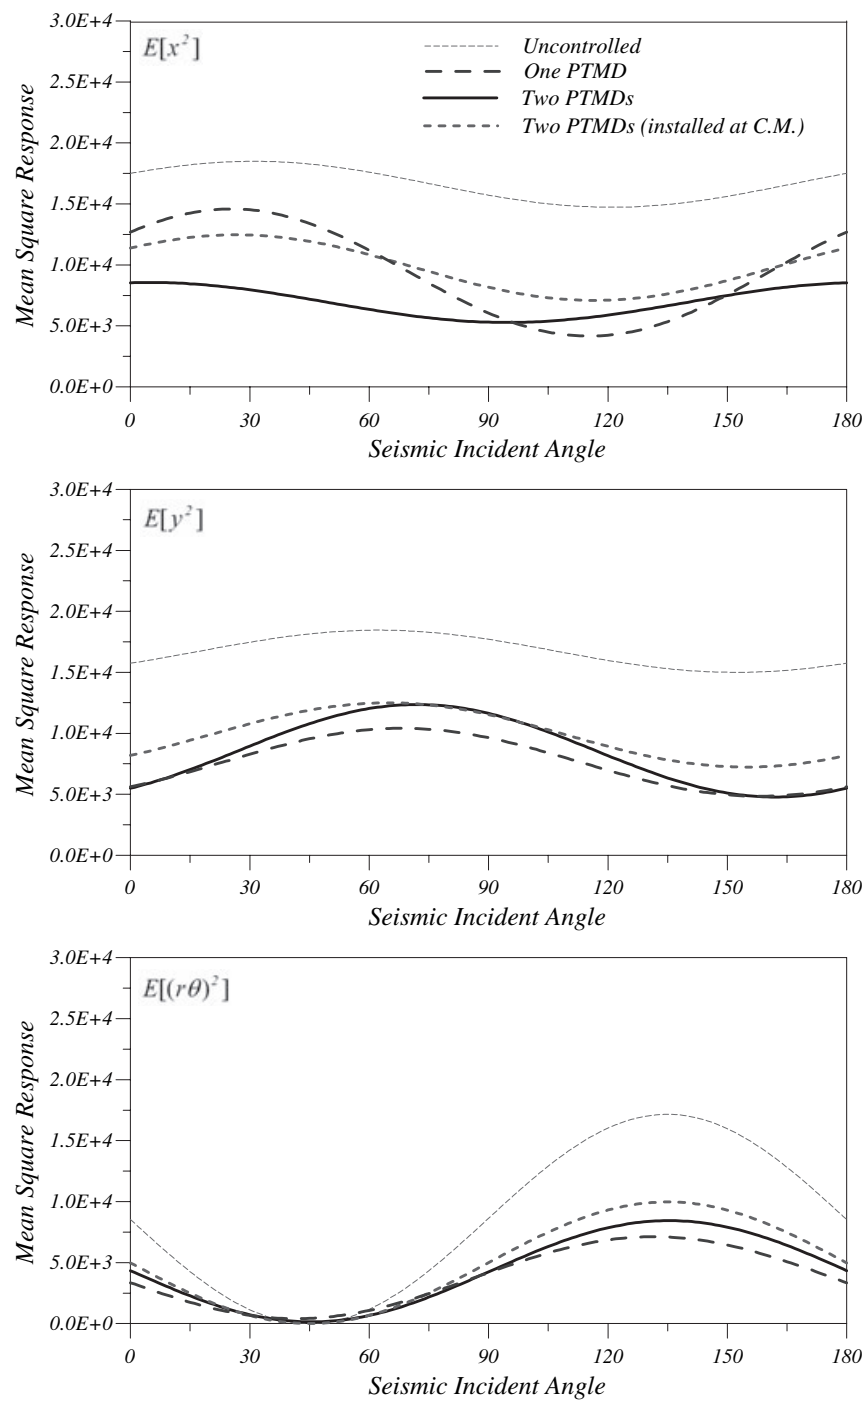 3.0E+4
E[x²]
Uncontrolled
2.5E+4
One PTMD
Two PTMDs
2.0E+4
Two PTMDs (installed at C.M.)
1.5E+4
1.0E+4
5.0E+3
0.0E+0
Mean Square Response
0 30 60 90 120 150 180
Seismic Incident Angle
3.0E+4
E[y²]
2.5E+4
2.0E+4
1.5E+4
1.0E+4
5.0E+3
0.0E+0
Mean Square Response
0 30 60 90 120 150 180
Seismic Incident Angle
3.0E+4
E[(rθ)²]
2.5E+4
2.0E+4
1.5E+4
1.0E+4
5.0E+3
0.0E+0
Mean Square Response
0 30 60 90 120 150 180
Seismic Incident Angle